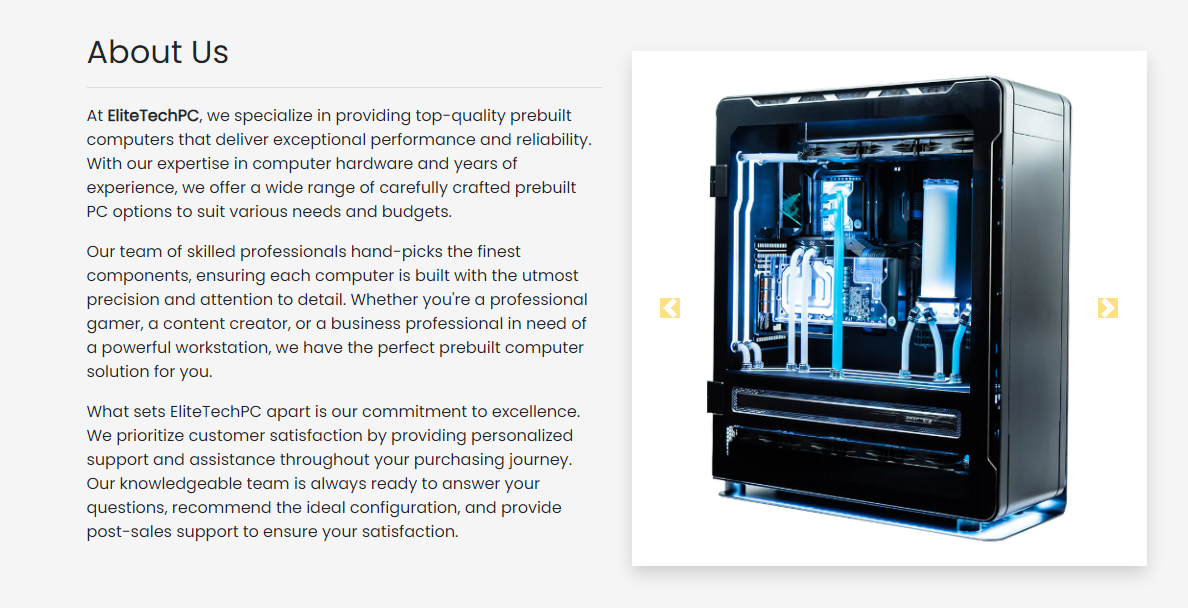 About Us
At EliteTechPC, we specialize in providing top-quality prebuilt
computers that deliver exceptional performance and reliability.
With our expertise in computer hardware and years of
experience, we offer a wide range of carefully crafted prebuilt
PC options to suit various needs and budgets.
Our team of skilled professionals hand-picks the finest
components, ensuring each computer is built with the utmost
precision and attention to detail. Whether you're a professional
gamer, a content creator, or a business professional in need of
a powerful workstation, we have the perfect prebuilt computer
solution for you.
What sets EliteTechPC apart is our commitment to excellence.
We prioritize customer satisfaction by providing personalized
support and assistance throughout your purchasing journey.
Our knowledgeable team is always ready to answer your
questions, recommend the ideal configuration, and provide
post-sales support to ensure your satisfaction.